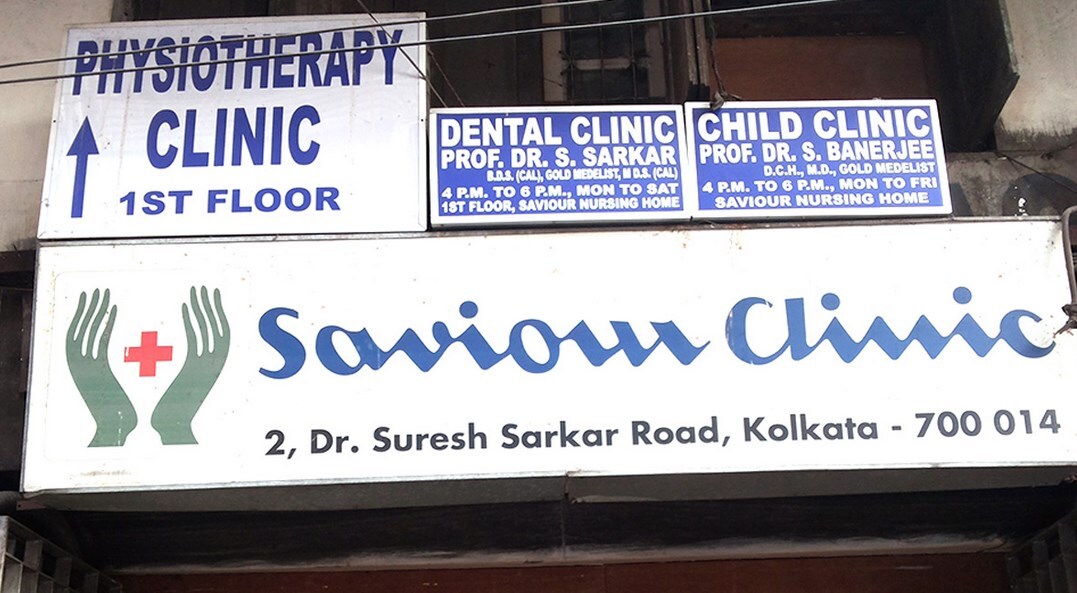 PHYSIOTHERAPY
CLINIC
1ST FLOOR
DENTAL CLINIC
PROF. DR. S. SARKAR
B.D.S. (CAL), GOLD MEDELIST, M D.S. (CAL)
4 P.M. TO 6 P.M., MON TO SAT
1ST FLOOR, SAVIOUR NURSING HOME
CHILD CLINIC
PROF. DR. S. BANERJEE
D.C.H., M.D., GOLD MEDELIST
4 P.M. TO 6 P.M., MON TO FRI
SAVIOUR NURSING HOME
Saviour Clinic
2, Dr. Suresh Sarkar Road, Kolkata - 700 014